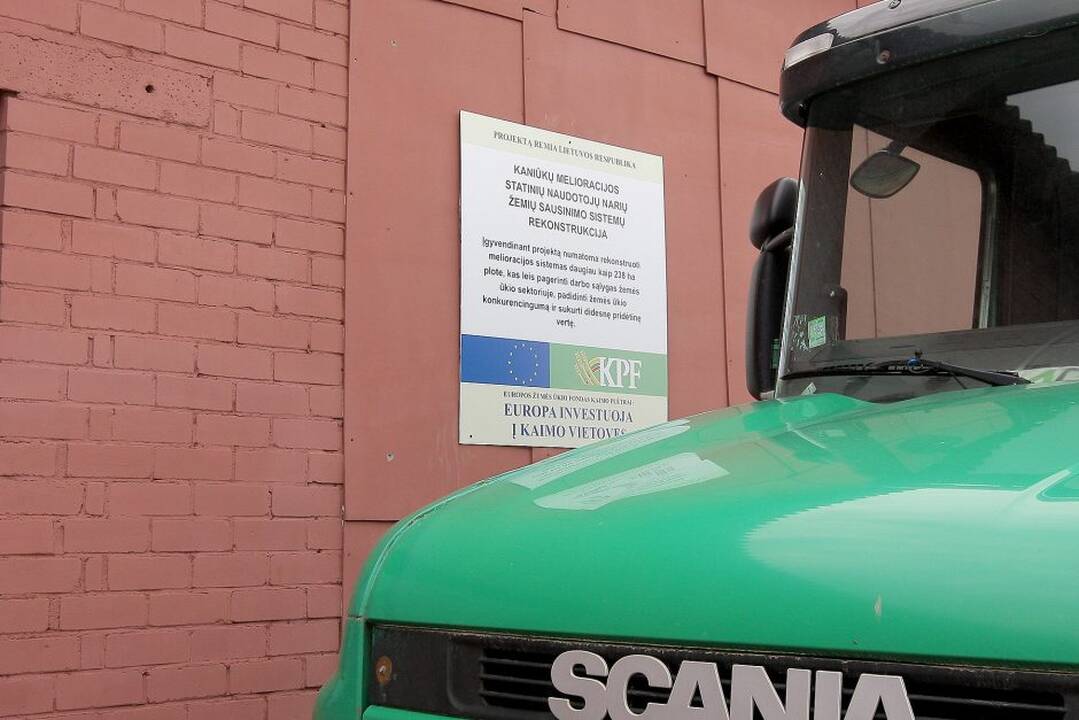 PROJEKTĄ REMIA LIETUVOS RESPUBLIKA
KANIŪKŲ MELIORACIJOS
STATINIŲ NAUDOTOJŲ NARIŲ
ŽEMIŲ SAUSINIMO SISTEMŲ
REKONSTRUKCIJA
Įgyvendinant projektą numatoma rekonstruoti
melioracijos sistemas daugiau kaip 238 ha
plote, kas leis pagerinti darbo sąlygas žemės
ūkio sektoriuje, padidinti žemės ūkio
konkurencingumą ir sukurti didesnę pridėtinę
vertę.
KPF
EUROPOS ŽEMĖS ŪKIO FONDAS KAIMO PLĖTRAI:
EUROPA INVESTUOJA
Į KAIMO VIETOVES
SCANIA